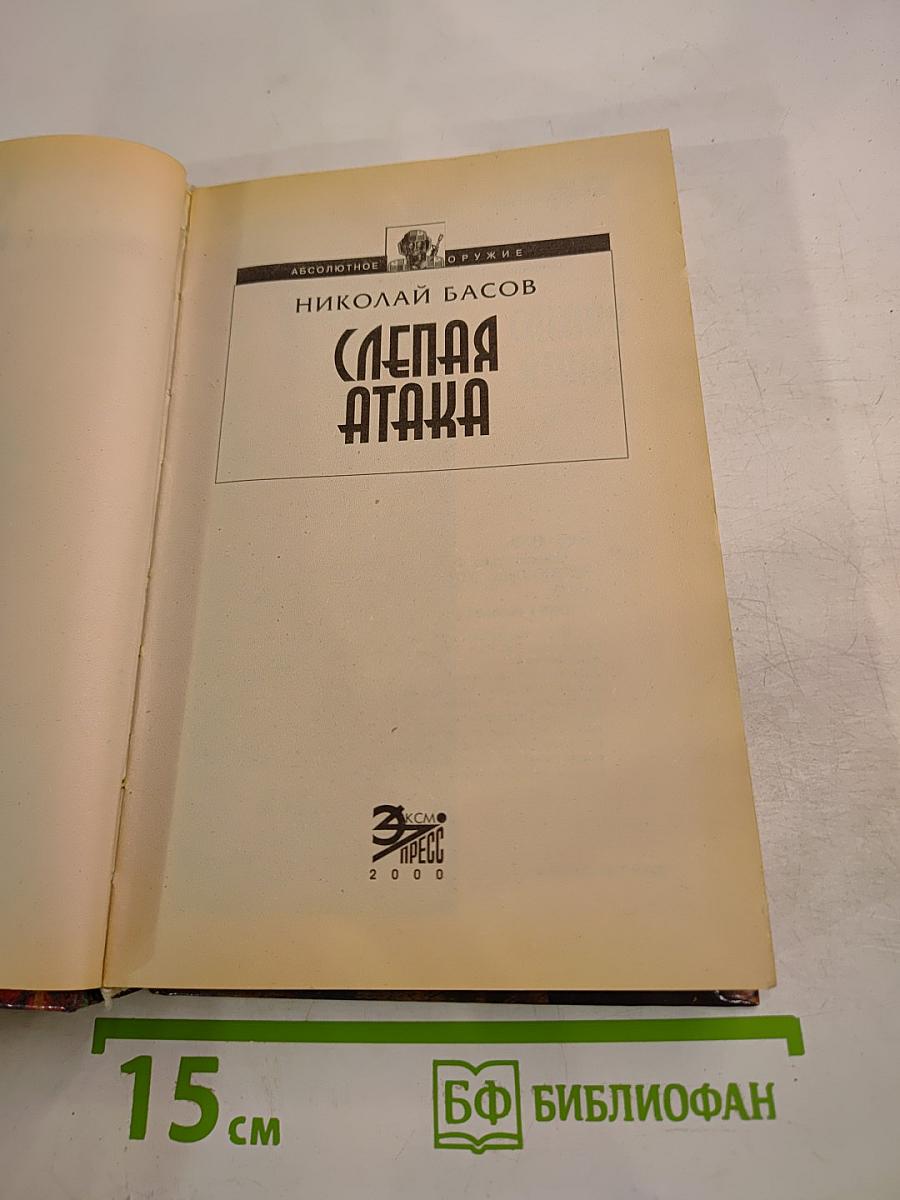 АБСОЛЮТНОЕ ОРУЖИЕ
НИКОЛАЙ БАСОВ
СЛЕПАЯ
АТАКА
ЭКСМО
ПРЕСС
2000
15 см
БФ БИБЛИОФАН